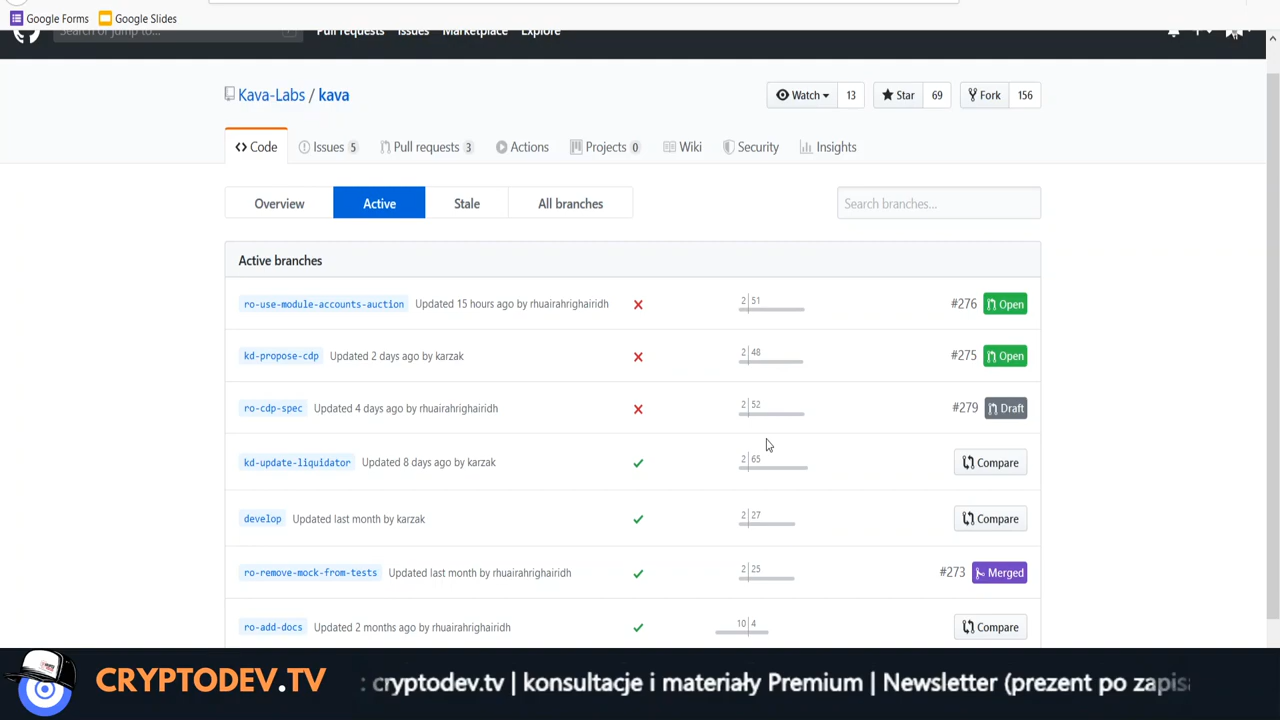 Google Forms Google Slides
Search or jump to... / Pull requests Issues Marketplace Explore
Kava-Labs / kava Watch 13 Star 69 Fork 156
Code Issues 5 Pull requests 3 Actions Projects 0 Wiki Security Insights
Overview Active Stale All branches Search branches...
Active branches
ro-use-module-accounts-auction Updated 15 hours ago by rhuairahrighairidh 2 51 #276 Open
kd-propose-cdp Updated 2 days ago by karzak 2 48 #275 Open
ro-cdp-spec Updated 4 days ago by rhuairahrighairidh 2 52 #279 Draft
kd-update-liquidator Updated 8 days ago by karzak 2 65 Compare
develop Updated last month by karzak 2 27 Compare
ro-remove-mock-from-tests Updated last month by rhuairahrighairidh 2 25 #273 Merged
ro-add-docs Updated 2 months ago by rhuairahrighairidh 10 4 Compare
CRYPTODEV.TV : cryptodev.tv | konsultacje i materiały Premium | Newsletter (prezent po zapisa